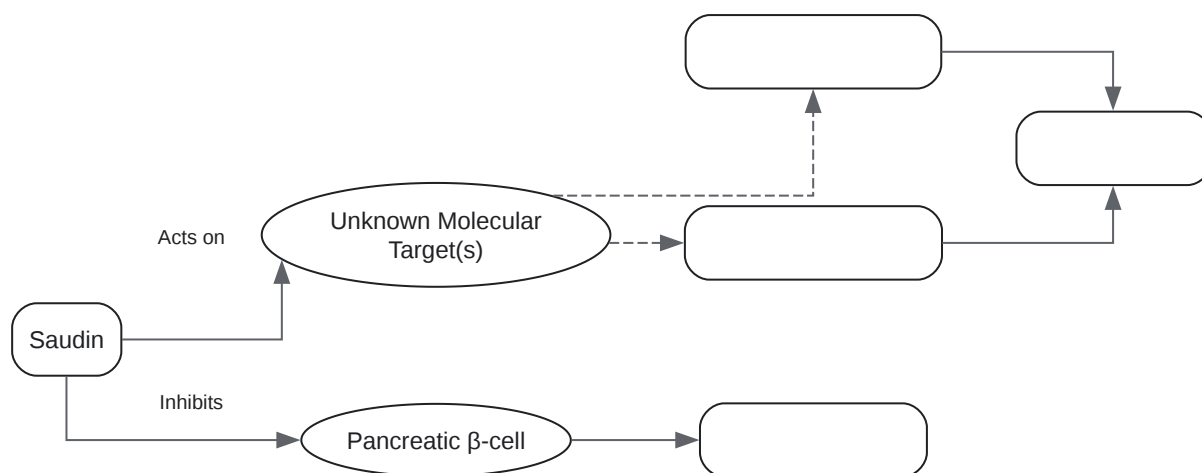 Unknown Molecular
Target(s)
Acts on
Saudin
Inhibits
Pancreatic β-cell